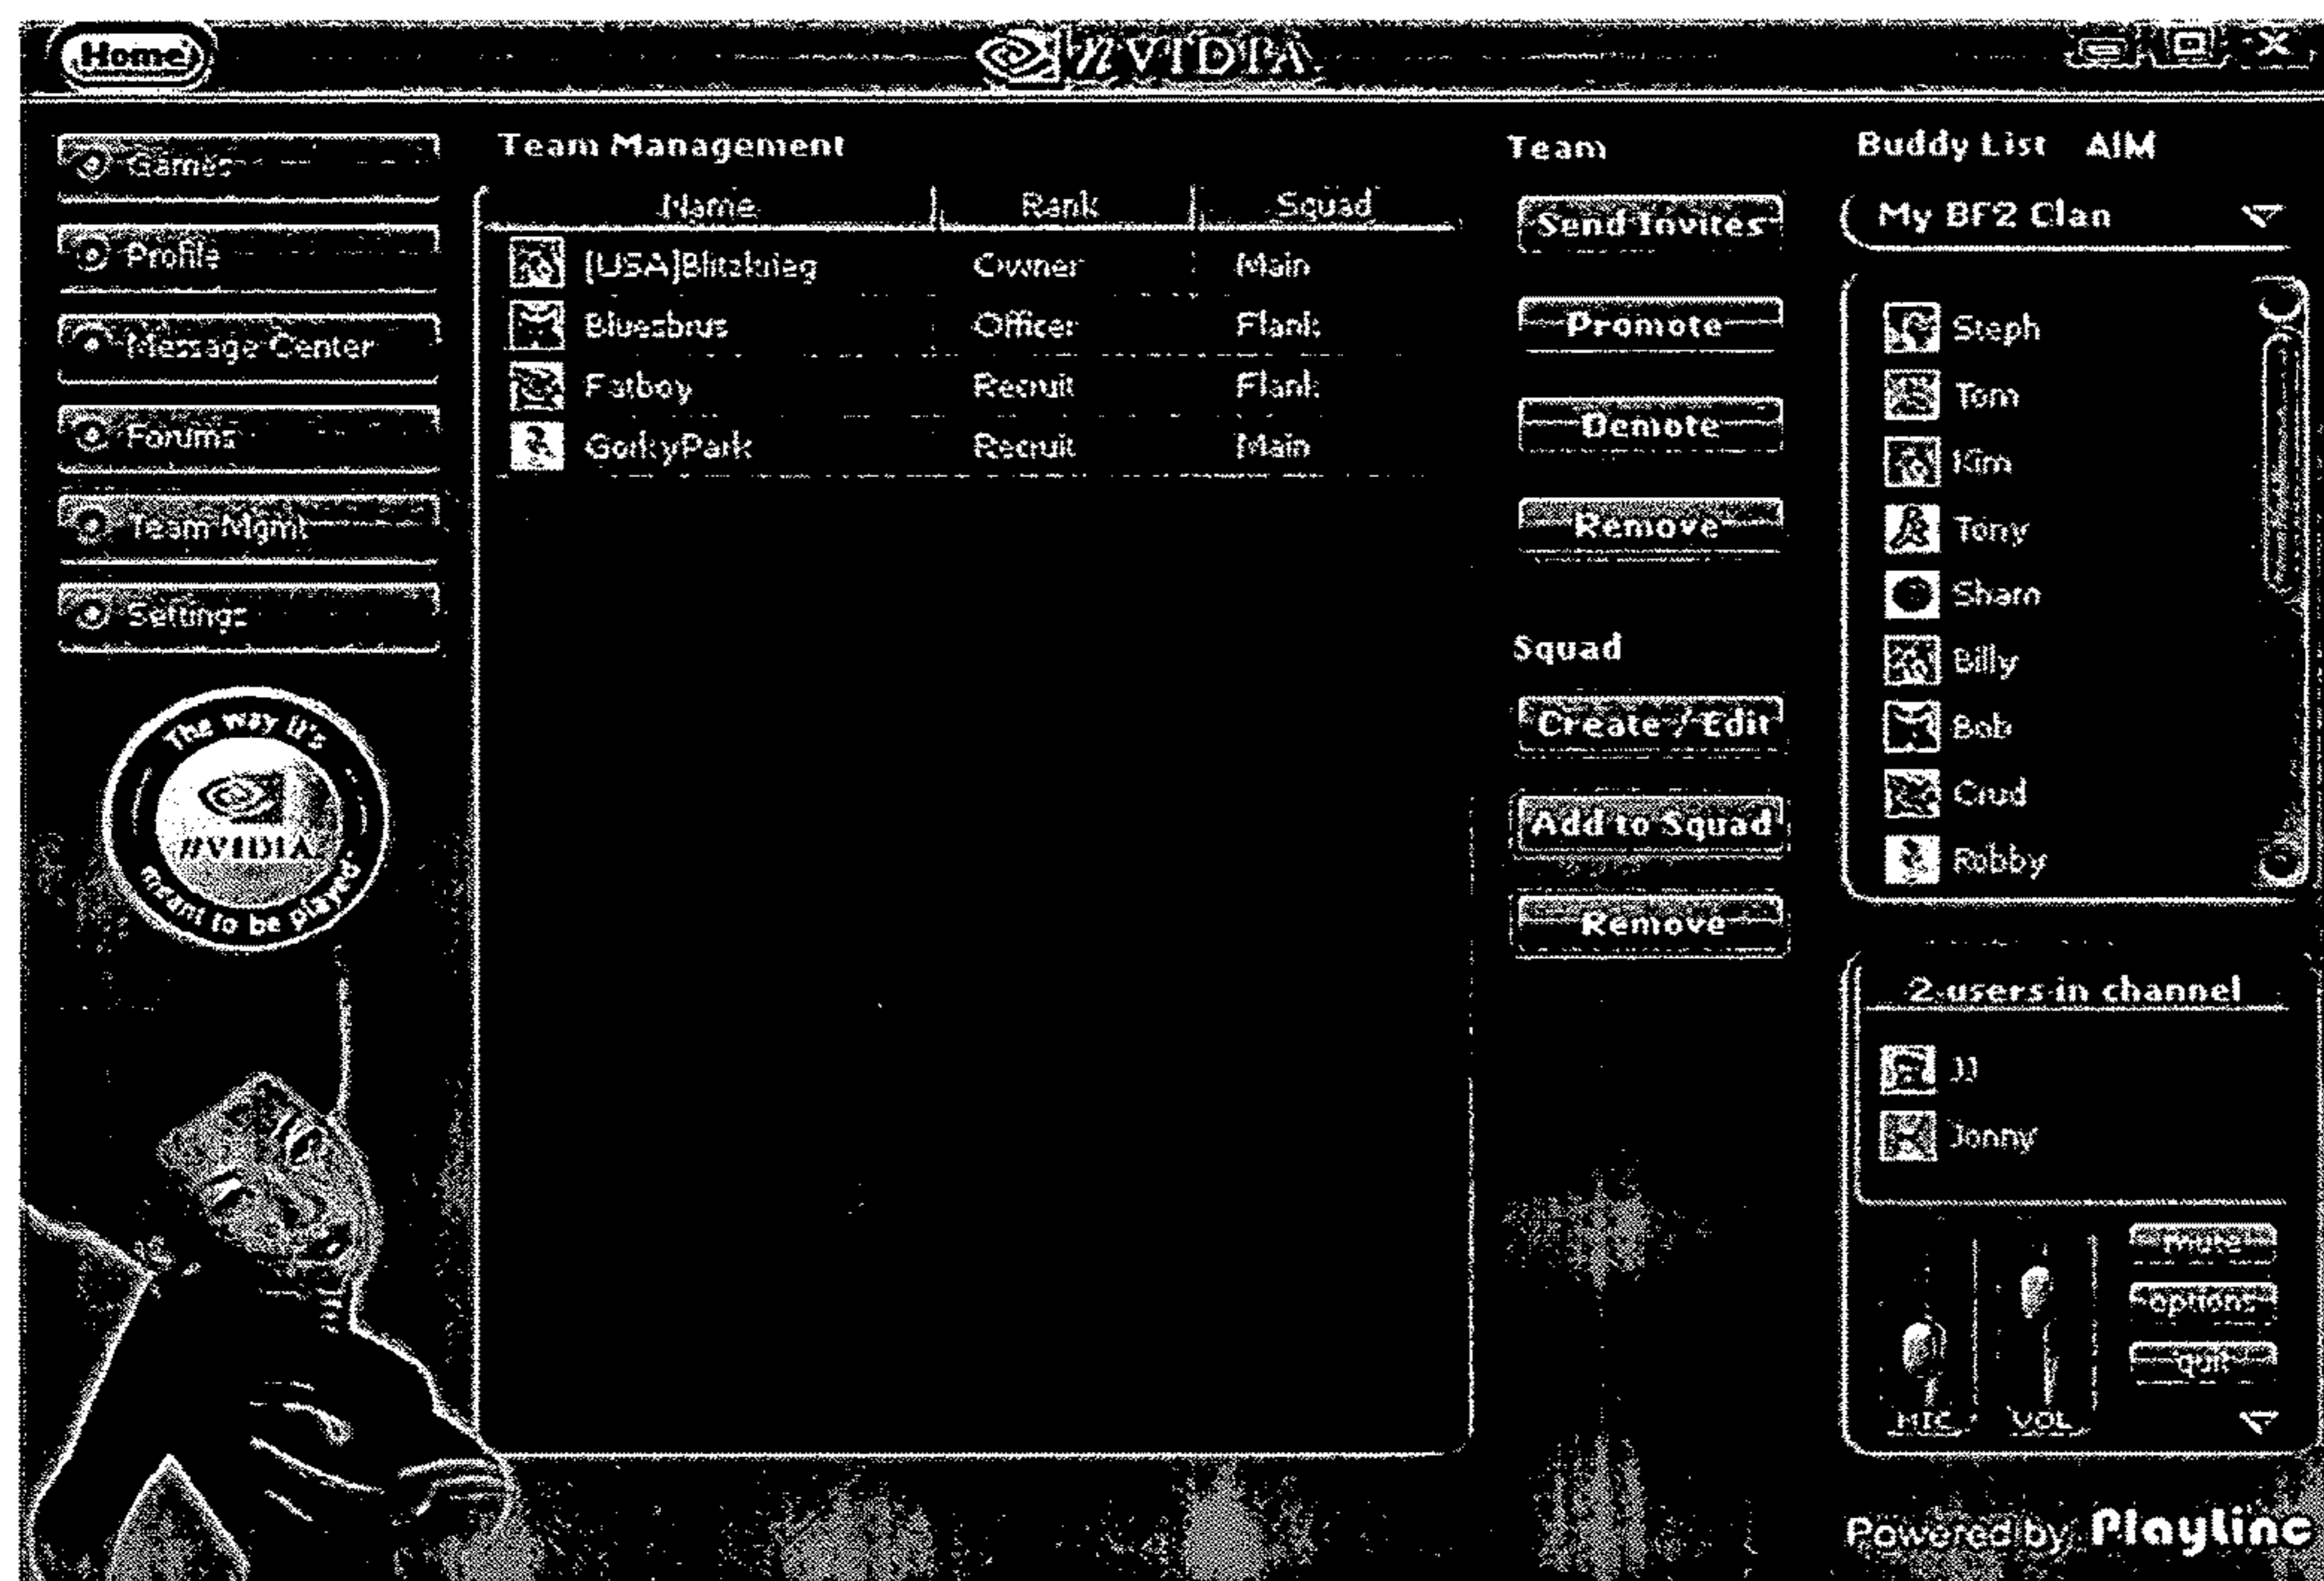 Home
NVIDIA.
Games
Profile
Message Center
Forums
Team Mgmt
Settings
The way it's
NVIDIA.
meant to be played
Team Management
Name Rank Squad
[USA]Blitzkrieg Owner Main
Bluesbrus Officer Flank
Fatboy Recruit Flank
GorkyPark Recruit Main
Team
Send Invites
Promote
Demote
Remove
Squad
Create / Edit
Add to Squad
Remove
Buddy List AIM
My BF2 Clan
Steph
Tom
Kim
Tony
Sharn
Billy
Bob
Crud
Robby
2 users in channel
JJ
Jonny
mute
options
quit
MIC VOL
Powered by Playlinc